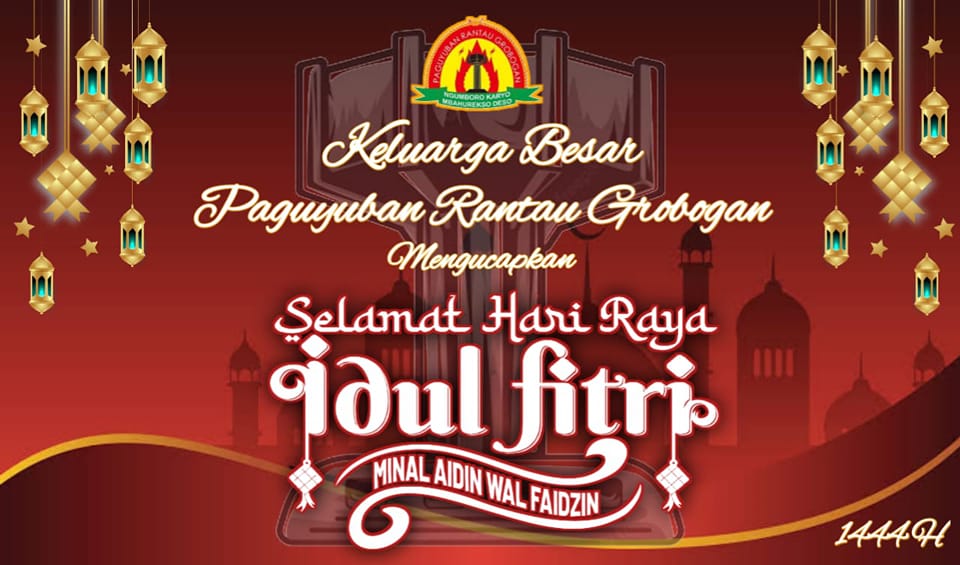 PAGUYUBAN RANTAU GROBOGAN
NGUMBORO KARYO
MBAHUREKSO DESO
Keluarga Besar
Paguyuban Rantau Grobogan
Mengucapkan
Selamat Hari Raya
idul fitri
MINAL AIDIN WAL FAIDZIN
1444H